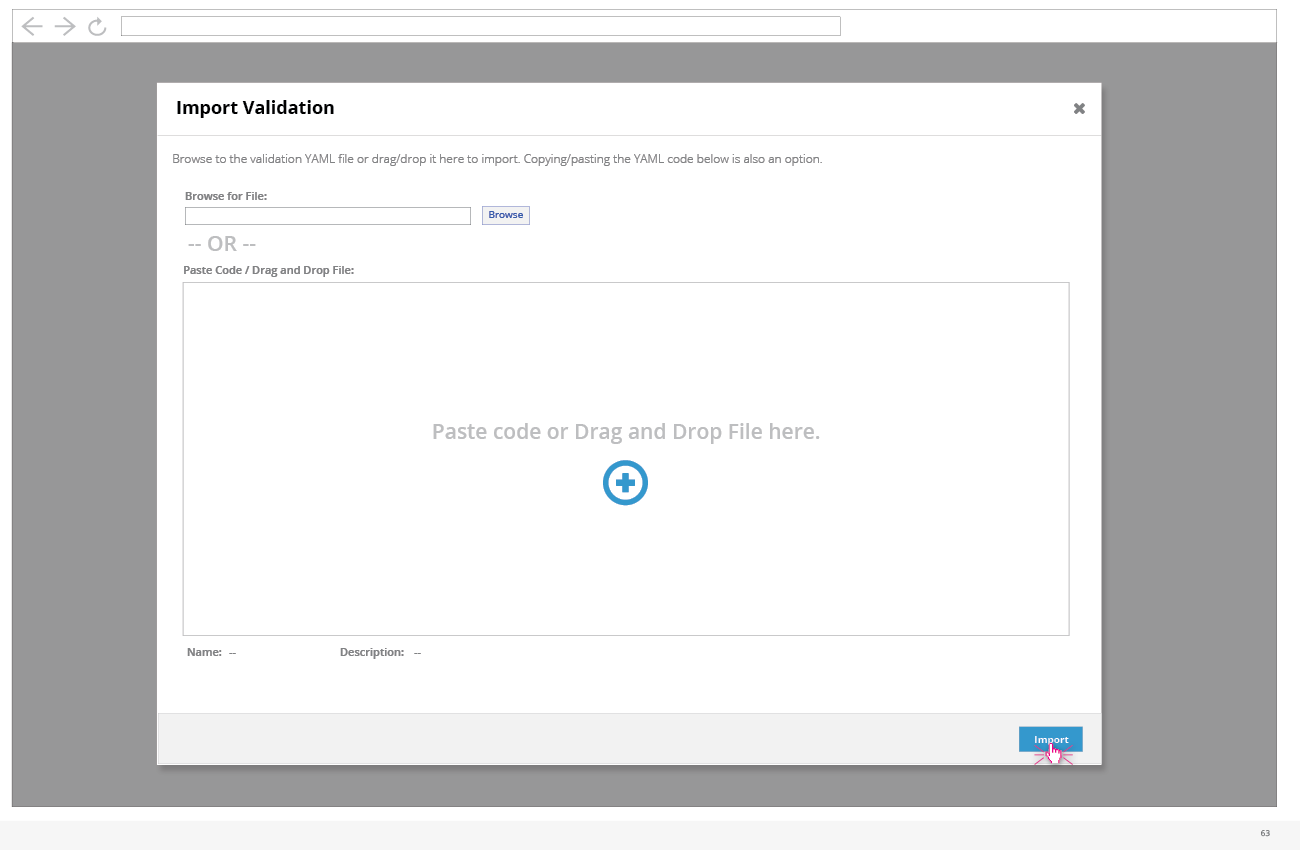 Import Validation
Browse to the validation YAML file or drag/drop it here to import. Copying/pasting the YAML code below is also an option.
Browse for File:
Browse
-- OR --
Paste Code / Drag and Drop File:
Paste code or Drag and Drop File here.
Name: -- Description: --
Import
63